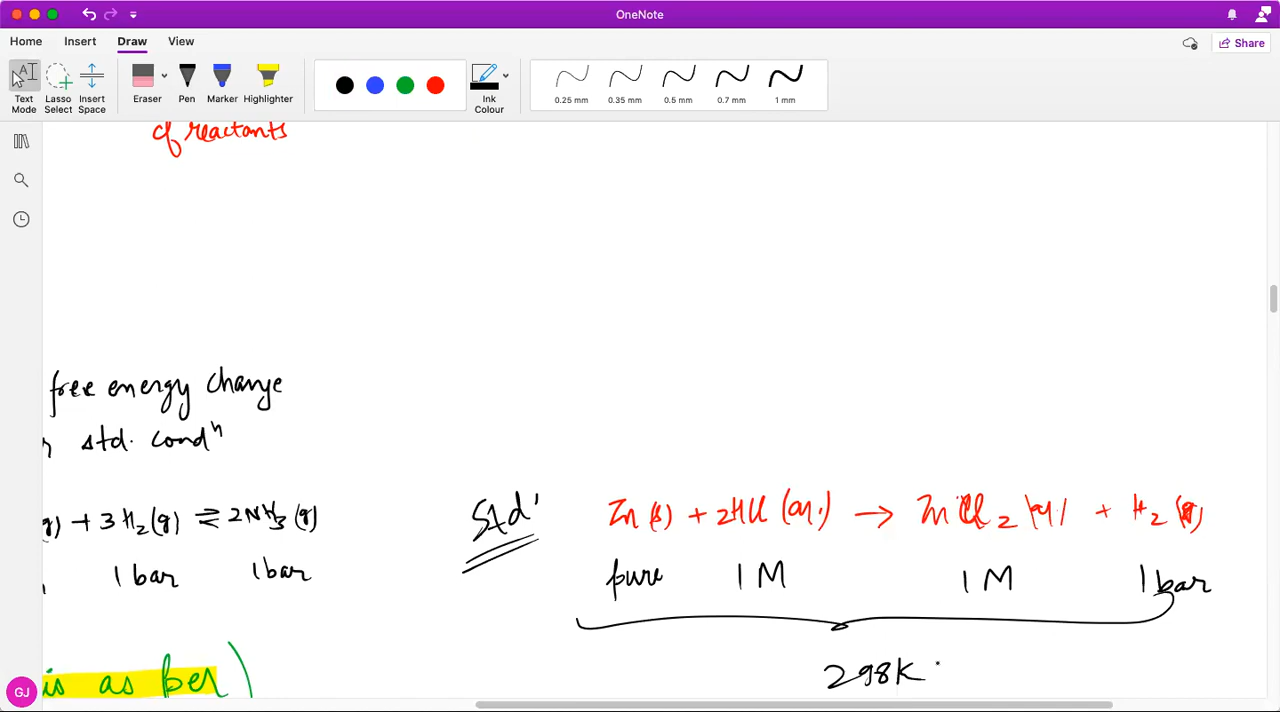 OneNote
Home Insert Draw View
Share
Text Mode
Lasso Select
Insert Space
Eraser
Pen
Marker
Highlighter
Ink Colour
0.25 mm
0.35 mm
0.5 mm
0.7 mm
1 mm
of reactants
free energy change
std. condⁿ
g) + 3H₂(g) ⇌ 2NH₃(g)
1 bar 1 bar
Std'
Zn(s) + 2HCl (aq.) → ZnCl₂ (aq.) + H₂ (g)
pure 1 M 1 M 1 bar
298K
is as per)
GJ